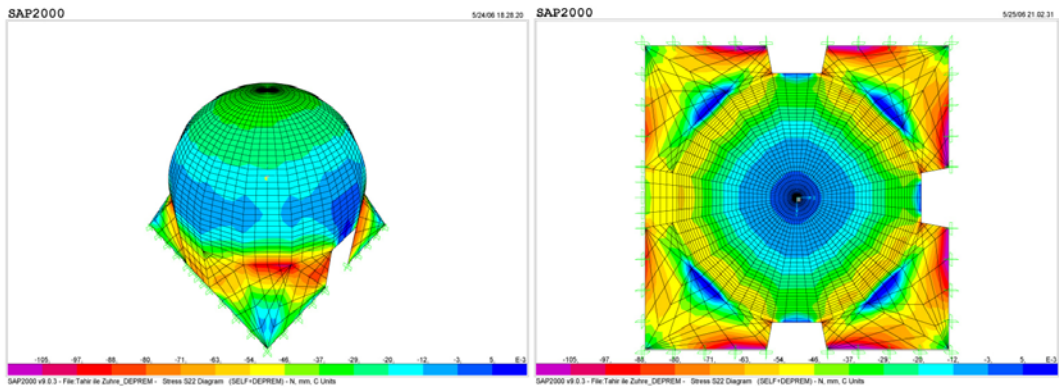 SAP2000
5/24/06 18:28:20
-105. -97. -88. -80. -71. -63. -54. -46. -37. -29. -20. -12. -3. 5. E-3
SAP2000 v9.0.3 - File:Tahir ile Zuhre_DEPREM - Stress S22 Diagram (SELF+DEPREM) - N, mm, C Units
SAP2000
5/25/06 21:02:31
-105. -97. -88. -80. -71. -63. -54. -46. -37. -29. -20. -12. -3. 5. E-3
SAP2000 v9.0.3 - File:Tahir ile Zuhre_DEPREM - Stress S22 Diagram (SELF+DEPREM) - N, mm, C Units